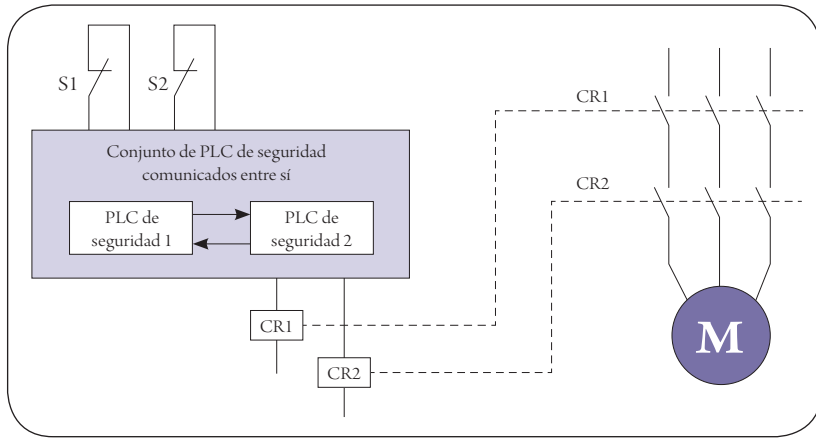 S1
S2
CR1
Conjunto de PLC de seguridad
comunicados entre sí
CR2
PLC de
seguridad 1
PLC de
seguridad 2
CR1
CR2
M